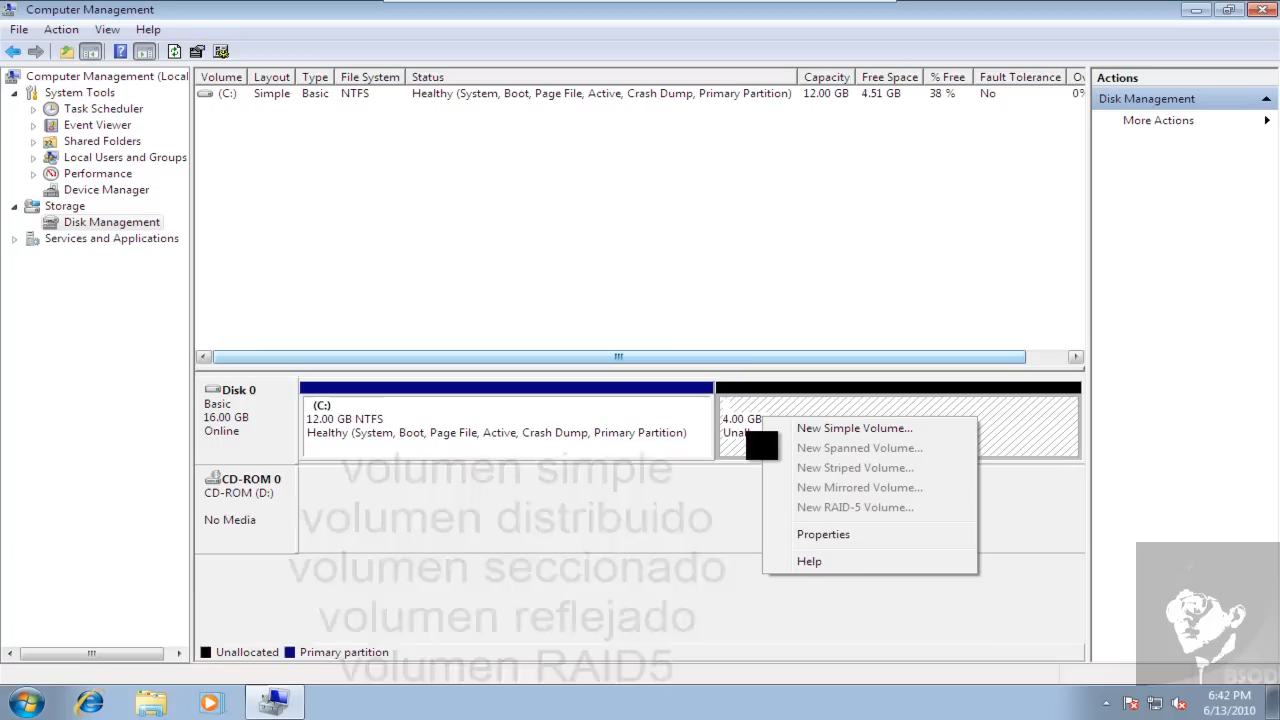 Computer Management
File Action View Help
Computer Management (Local
System Tools
Task Scheduler
Event Viewer
Shared Folders
Local Users and Groups
Performance
Device Manager
Storage
Disk Management
Services and Applications
Volume Layout Type File System Status Capacity Free Space % Free Fault Tolerance Ov
(C:) Simple Basic NTFS Healthy (System, Boot, Page File, Active, Crash Dump, Primary Partition) 12.00 GB 4.51 GB 38 % No 0%
Actions
Disk Management
More Actions
Disk 0
Basic
16.00 GB
Online
(C:)
12.00 GB NTFS
Healthy (System, Boot, Page File, Active, Crash Dump, Primary Partition)
4.00 GB
Unall
New Simple Volume...
New Spanned Volume...
New Striped Volume...
New Mirrored Volume...
New RAID-5 Volume...
Properties
Help
CD-ROM 0
CD-ROM (D:)
No Media
volumen simple
volumen distribuido
volumen seccionado
volumen reflejado
volumen RAID5
Unallocated Primary partition
BSOD
6:42 PM
6/13/2010